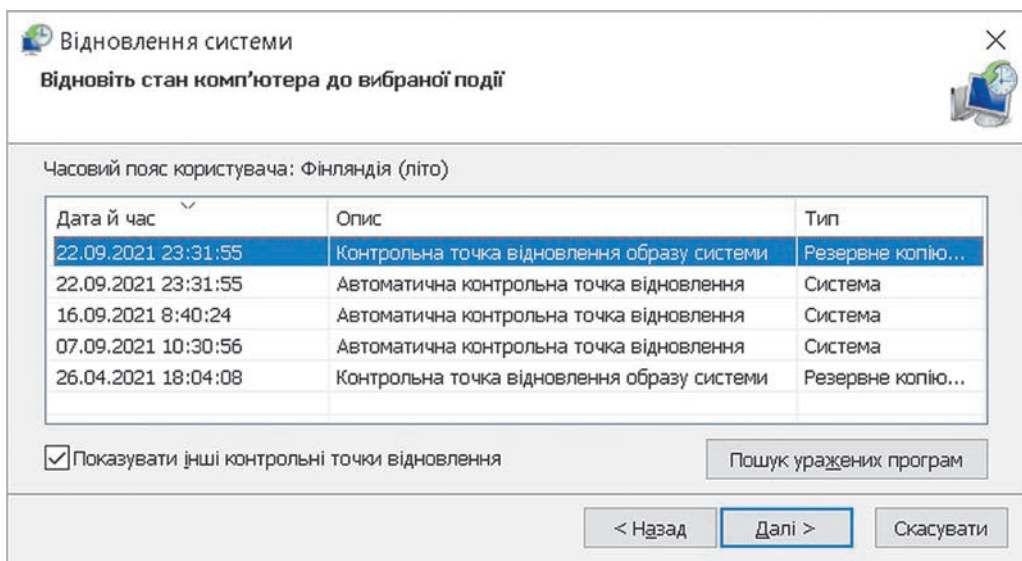 Відновлення системи
Відновіть стан комп'ютера до вибраної події
Часовий пояс користувача: Фінляндія (літо)
Дата й час Опис Тип
22.09.2021 23:31:55 Контрольна точка відновлення образу системи Резервне копію...
22.09.2021 23:31:55 Автоматична контрольна точка відновлення Система
16.09.2021 8:40:24 Автоматична контрольна точка відновлення Система
07.09.2021 10:30:56 Автоматична контрольна точка відновлення Система
26.04.2021 18:04:08 Контрольна точка відновлення образу системи Резервне копію...
Показувати інші контрольні точки відновлення Пошук уражених програм
< Назад Далі > Скасувати